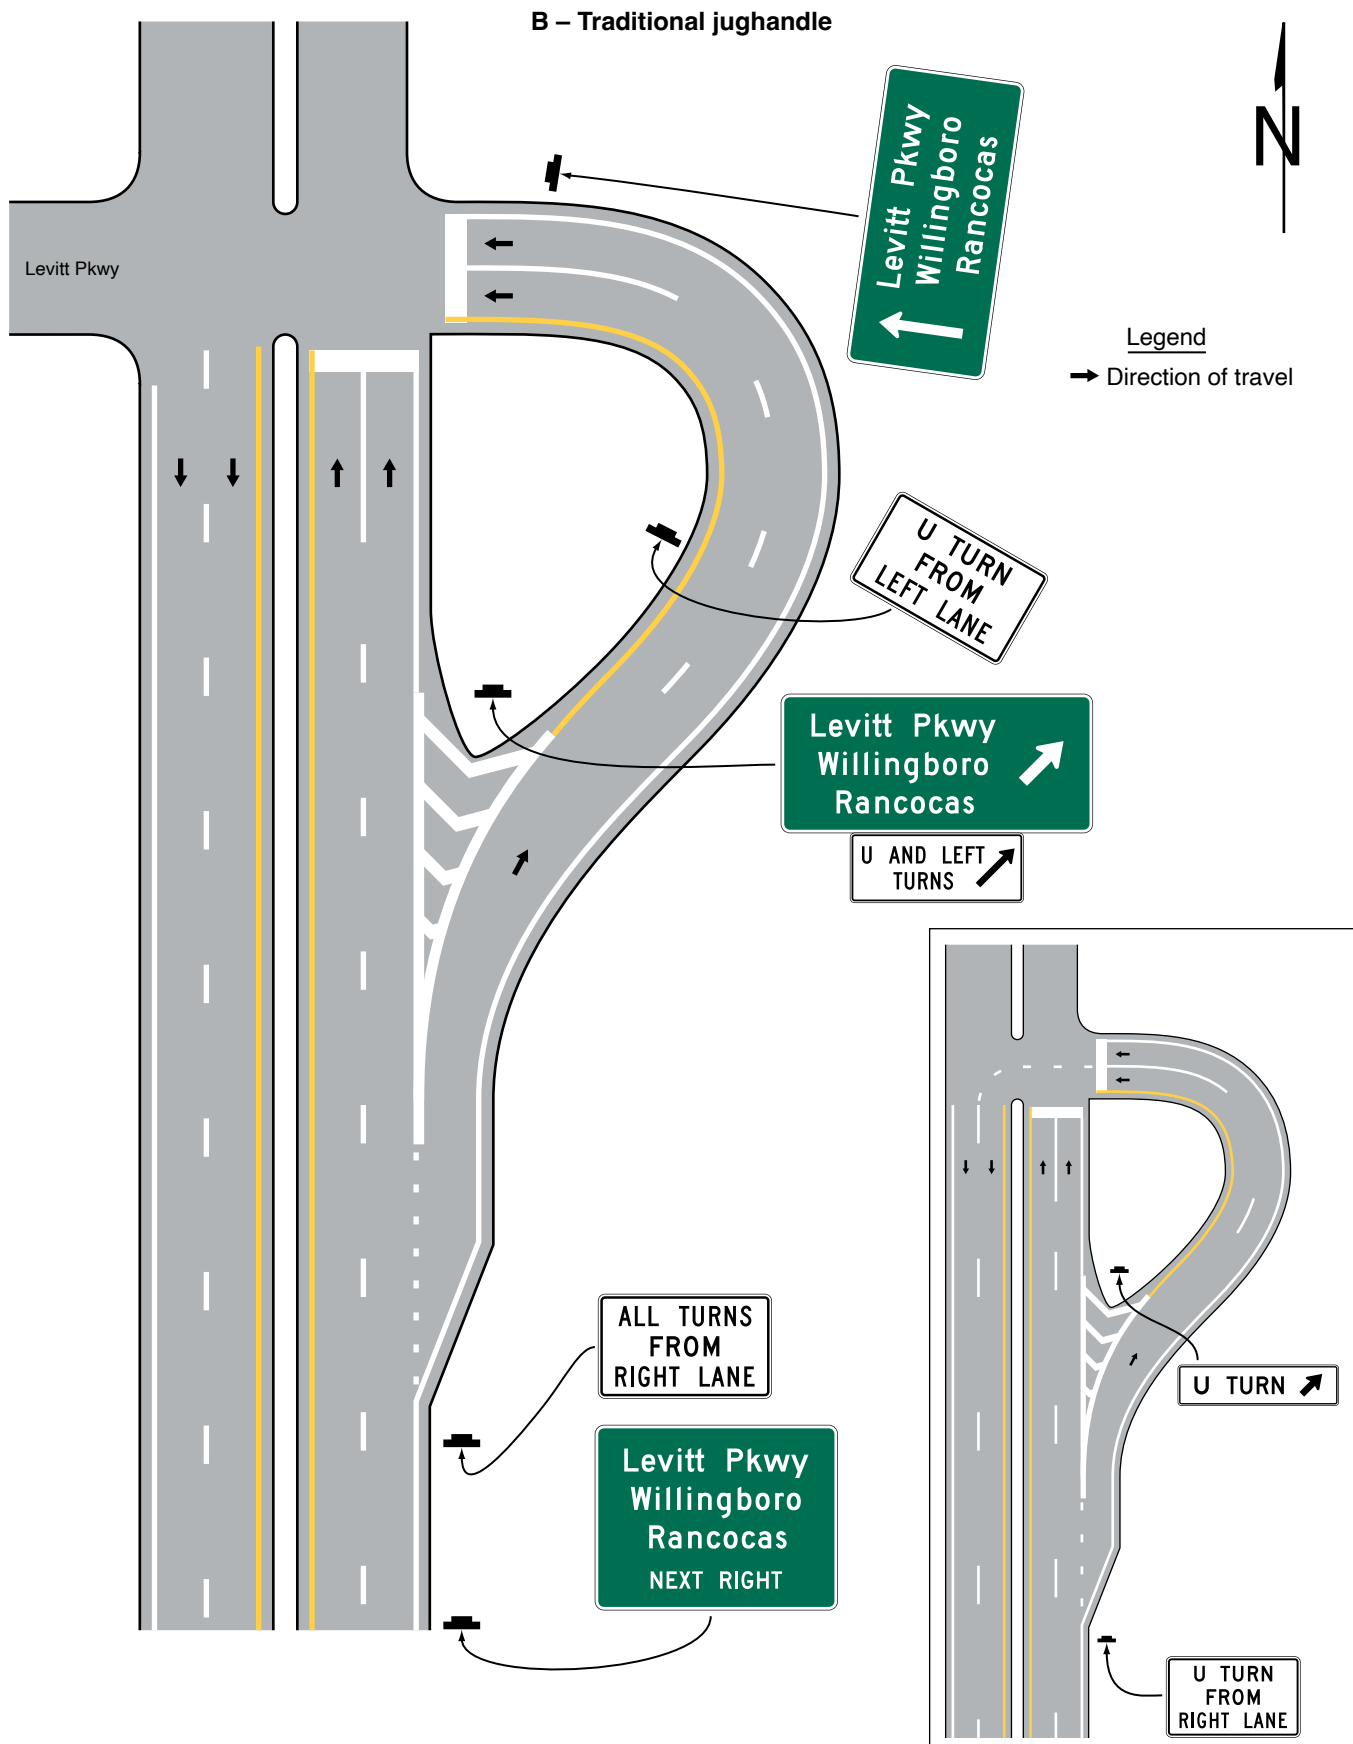 B – Traditional jughandle
N
Levitt Pkwy
Willingboro
Rancocas
Levitt Pkwy
Legend
Direction of travel
U TURN
FROM
LEFT LANE
Levitt Pkwy
Willingboro
Rancocas
U AND LEFT
TURNS
ALL TURNS
FROM
RIGHT LANE
Levitt Pkwy
Willingboro
Rancocas
NEXT RIGHT
U TURN
U TURN
FROM
RIGHT LANE